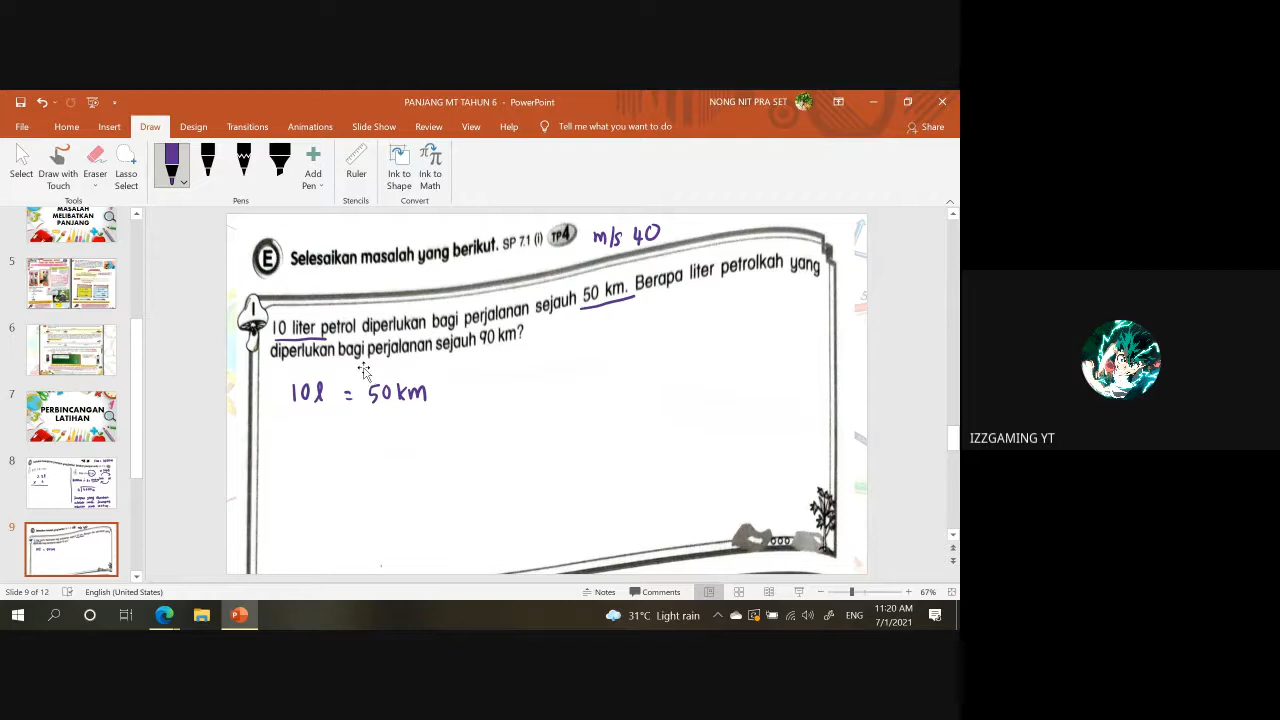 PANJANG MT TAHUN 6 - PowerPoint
NONG NIT PRA SET
File Home Insert Draw Design Transitions Animations Slide Show Review View Help Tell me what you want to do
Share
Select
Draw with Touch
Eraser
Lasso Select
Add Pen
Ruler
Ink to Shape
Ink to Math
Tools
Pens
Stencils
Convert
MASALAH
MELIBATKAN
PANJANG
5
6
7
PERBINCANGAN
LATIHAN
8
9
E Selesaikan masalah yang berikut. SP 7.1 (i) TP4 m/s 40
1
10 liter petrol diperlukan bagi perjalanan sejauh 50 km. Berapa liter petrolkah yang
diperlukan bagi perjalanan sejauh 90 km?
10l = 50km
IZZGAMING YT
Slide 9 of 12 English (United States) Notes Comments 67%
31°C Light rain ENG 11:20 AM
7/1/2021